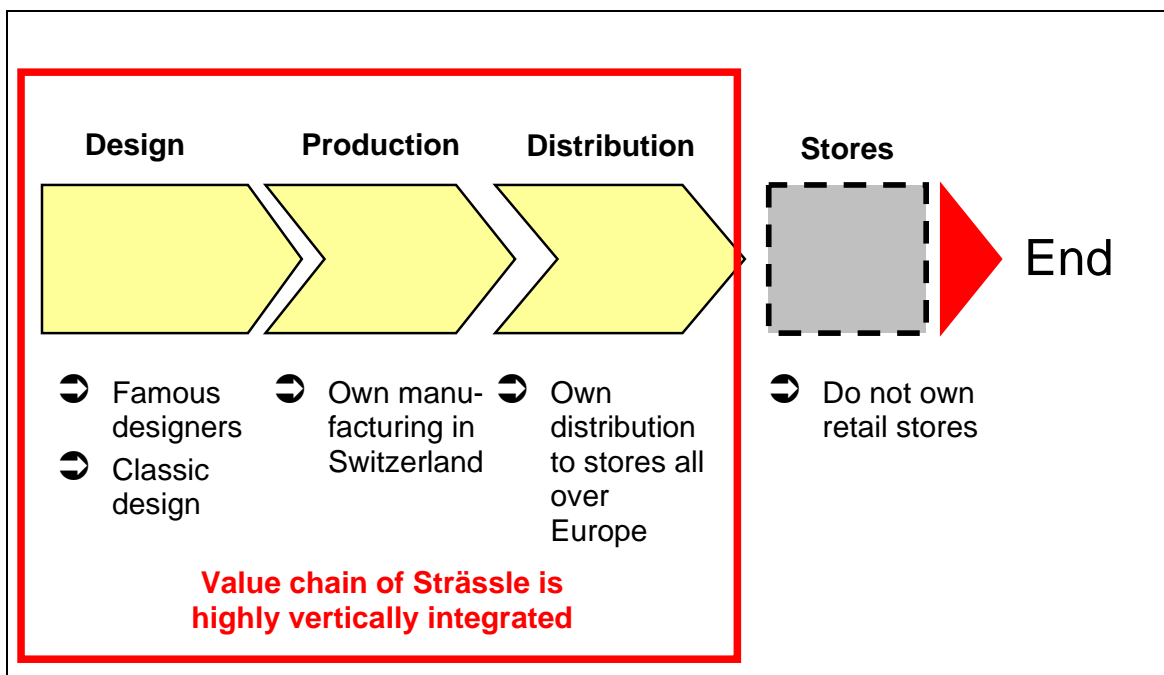 Design
Production
Distribution
Stores
End
Famous
designers
Classic
design
Own manu-
facturing in
Switzerland
Own
distribution
to stores all
over
Europe
Do not own
retail stores
Value chain of Strässle is
highly vertically integrated